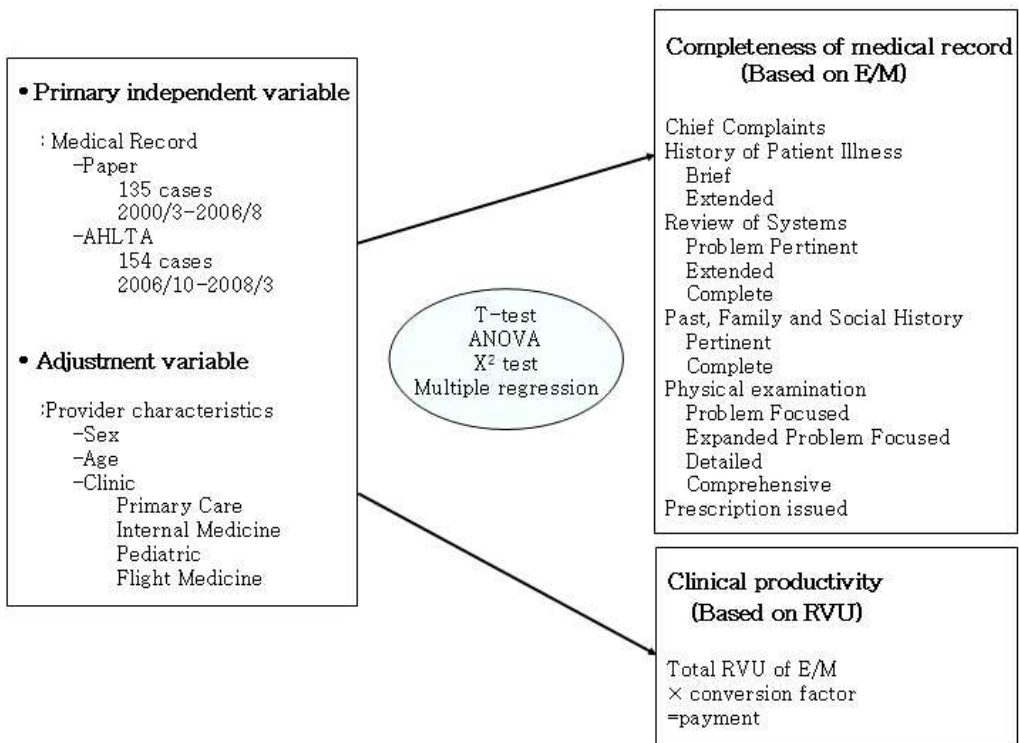 • Primary independent variable
: Medical Record
-Paper
135 cases
2000/3-2006/8
-AHLTA
154 cases
2006/10-2008/3
• Adjustment variable
:Provider characteristics
-Sex
-Age
-Clinic
Primary Care
Internal Medicine
Pediatric
Flight Medicine
T-test
ANOVA
X² test
Multiple regression
Completeness of medical record
(Based on E/M)
Chief Complaints
History of Patient Illness
Brief
Extended
Review of Systems
Problem Pertinent
Extended
Complete
Past, Family and Social History
Pertinent
Complete
Physical examination
Problem Focused
Expanded Problem Focused
Detailed
Comprehensive
Prescription issued
Clinical productivity
(Based on RVU)
Total RVU of E/M
× conversion factor
=payment